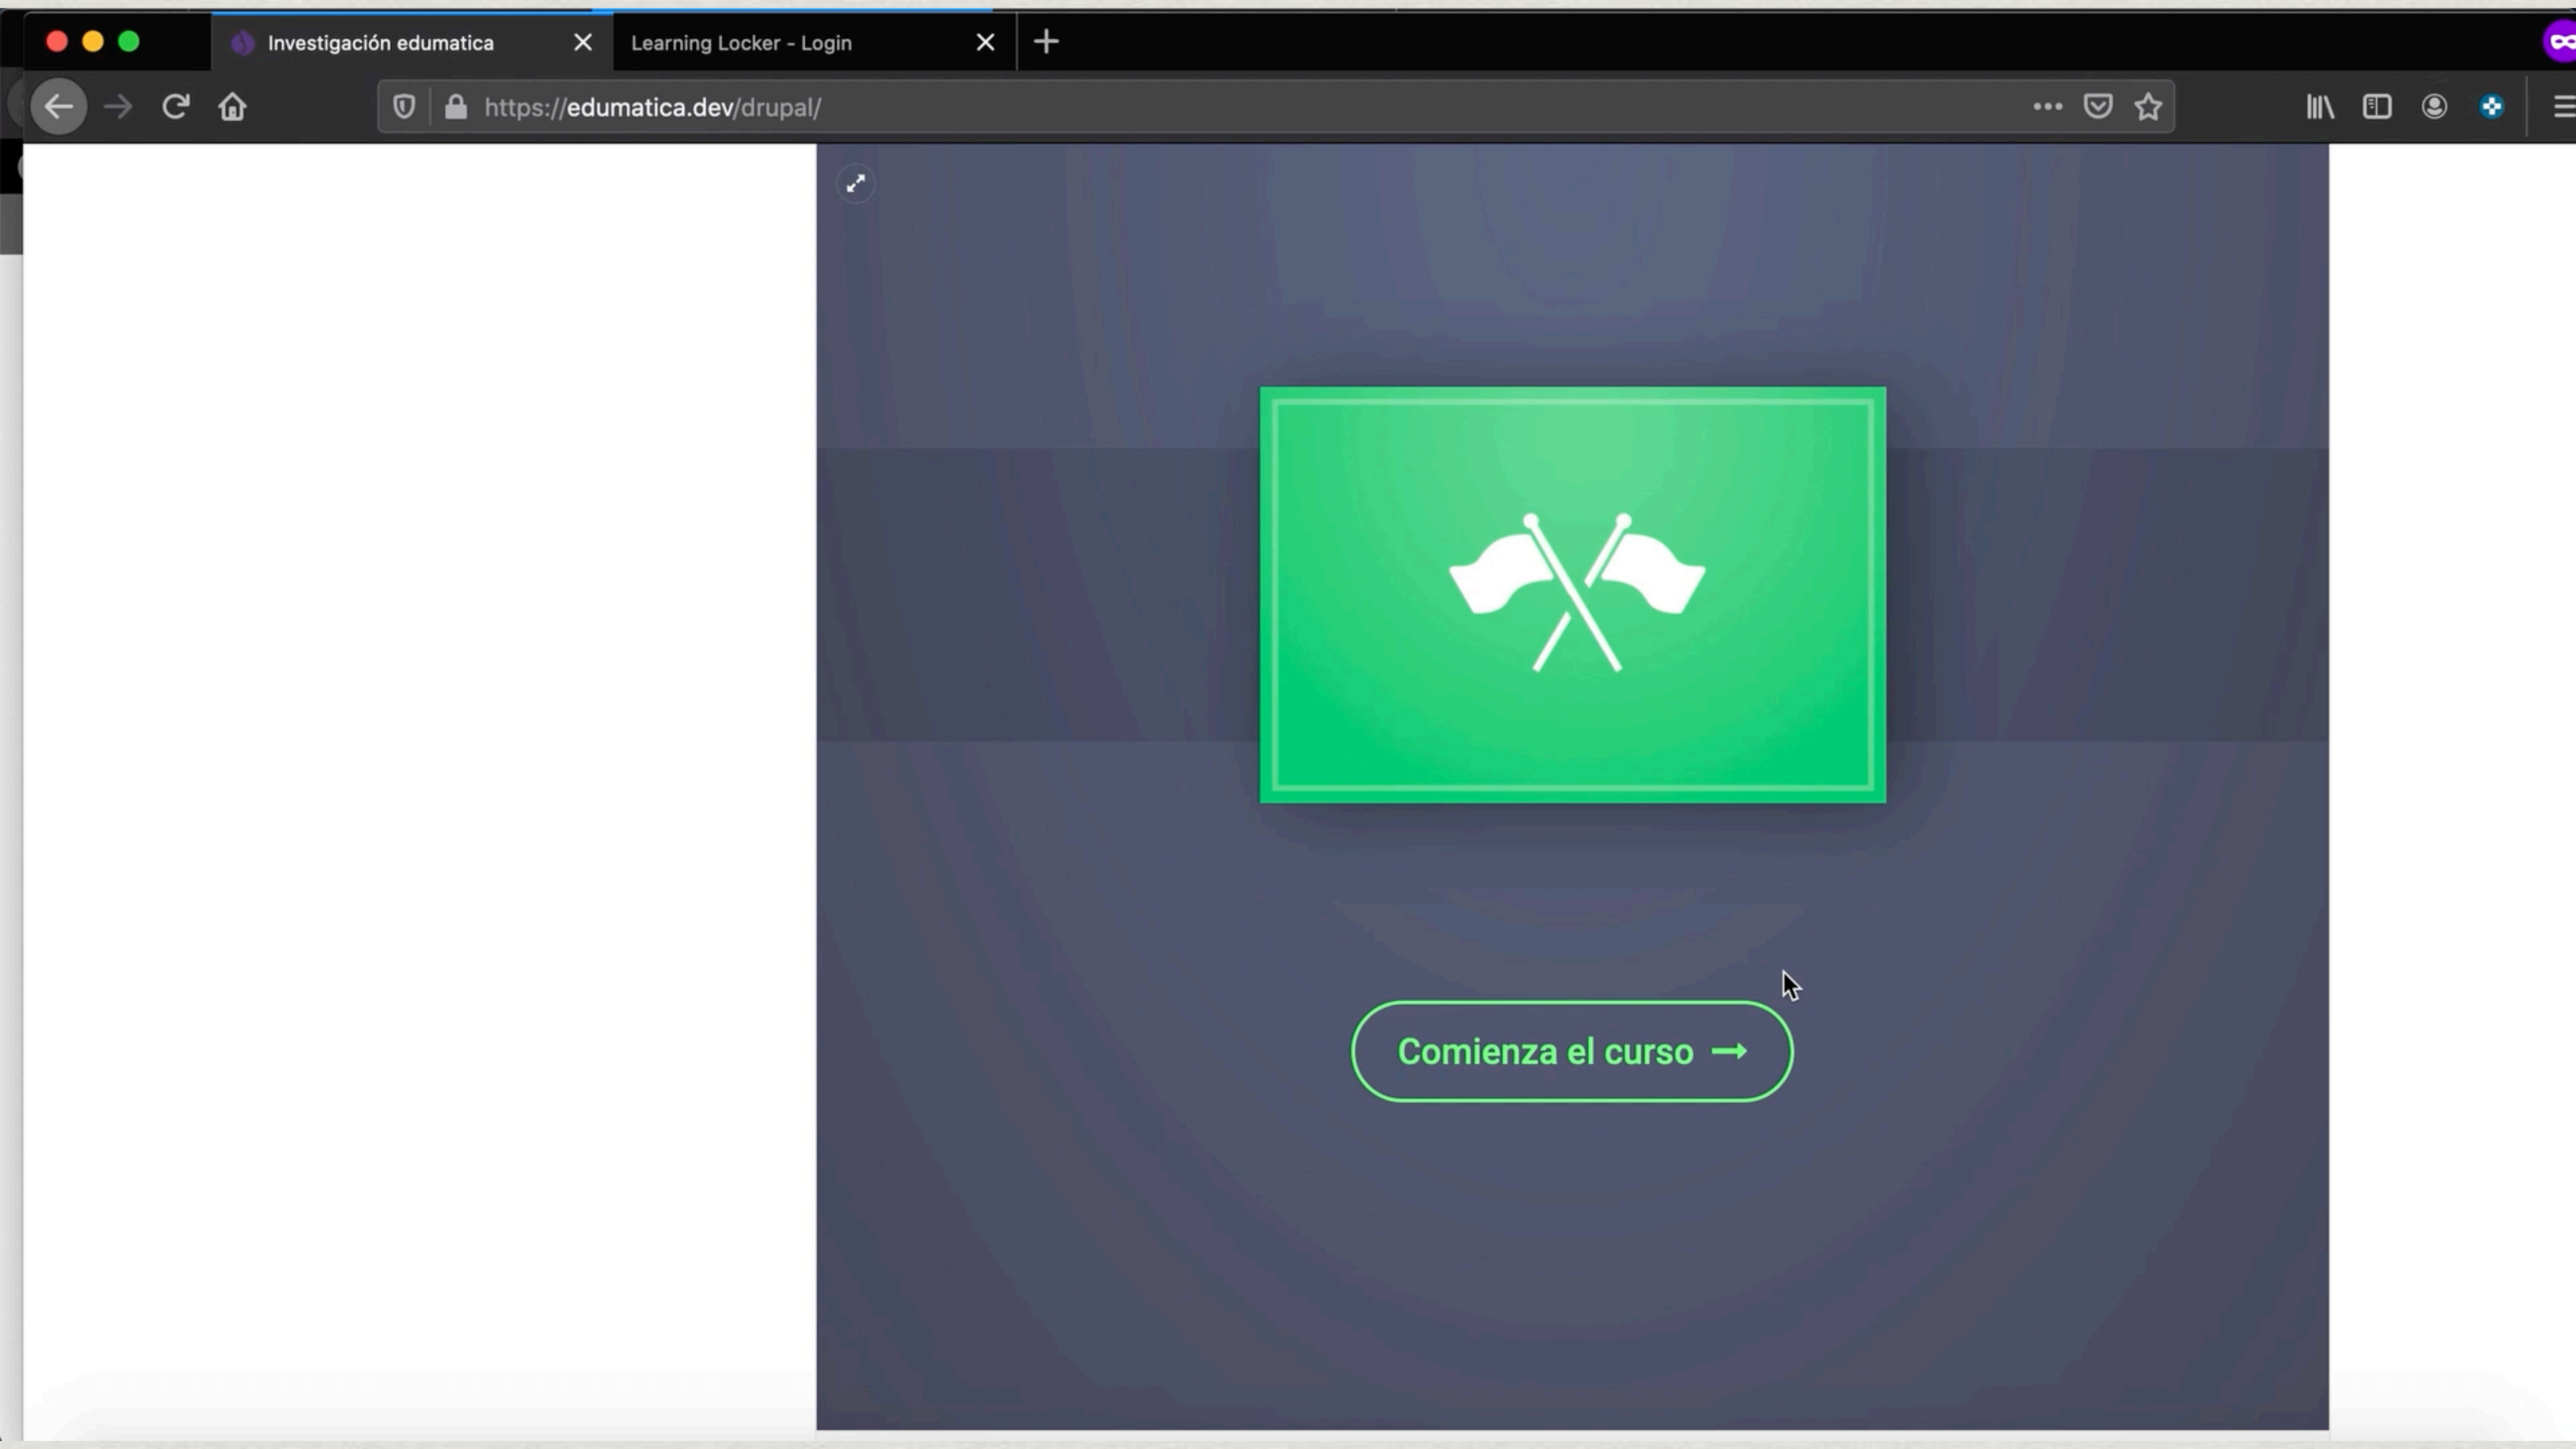 Investigación edumatica
Learning Locker - Login
https://edumatica.dev/drupal/
Comienza el curso